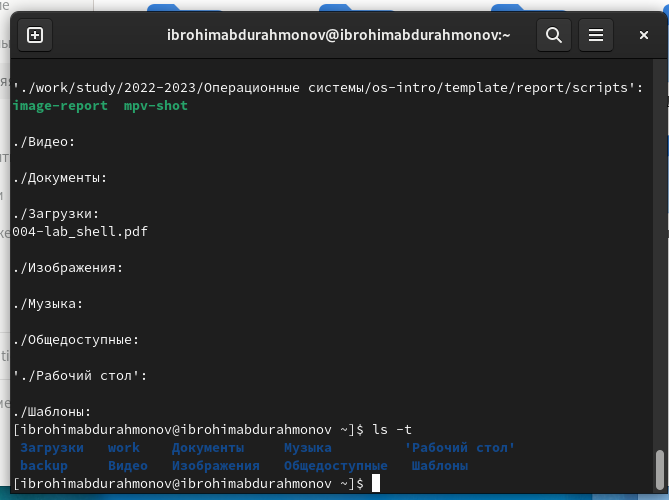 ibrohimabdurahmonov@ibrohimabdurahmonov:~
'./work/study/2022-2023/Операционные системы/os-intro/template/report/scripts':
image-report  mpv-shot
./Видео:
./Документы:
./Загрузки:
004-lab_shell.pdf
./Изображения:
./Музыка:
./Общедоступные:
'./Рабочий стол':
./Шаблоны:
[ibrohimabdurahmonov@ibrohimabdurahmonov ~]$ ls -t
Загрузки   work    Документы     Музыка         'Рабочий стол'
backup     Видео   Изображения   Общедоступные   Шаблоны
[ibrohimabdurahmonov@ibrohimabdurahmonov ~]$